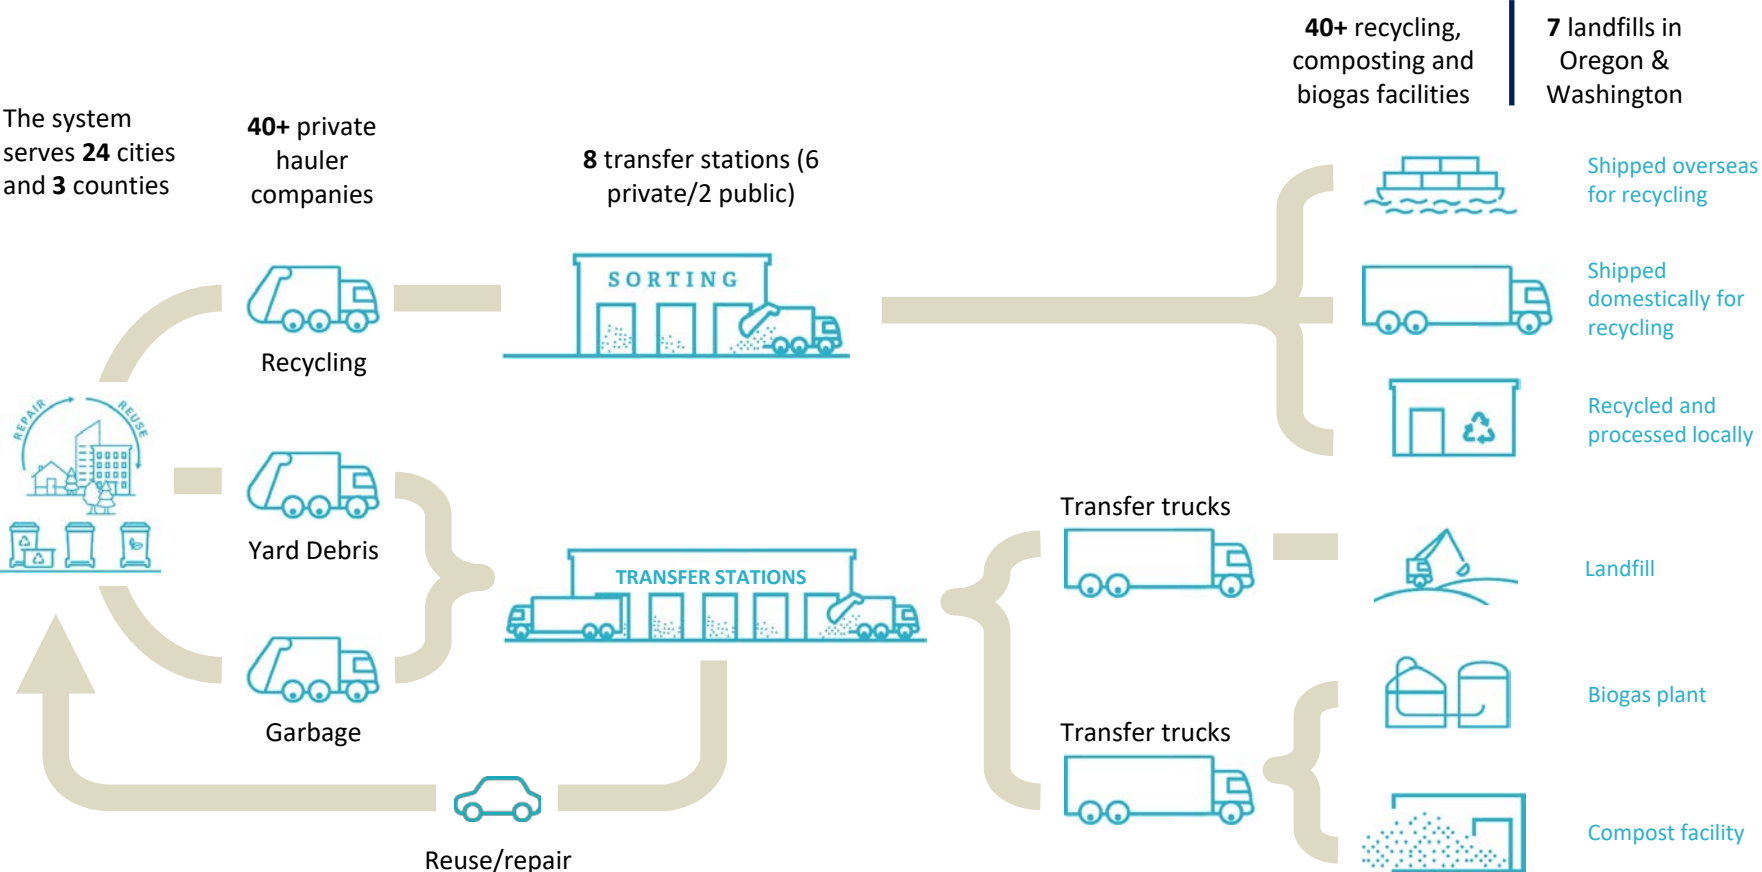 The system
serves 24 cities
and 3 counties
40+ private
hauler
companies
8 transfer stations (6
private/2 public)
40+ recycling,
composting and
biogas facilities
7 landfills in
Oregon &
Washington
REPAIR
REUSE
Recycling
Yard Debris
Garbage
SORTING
TRANSFER STATIONS
Reuse/repair
Transfer trucks
Transfer trucks
Shipped overseas
for recycling
Shipped
domestically for
recycling
Recycled and
processed locally
Landfill
Biogas plant
Compost facility